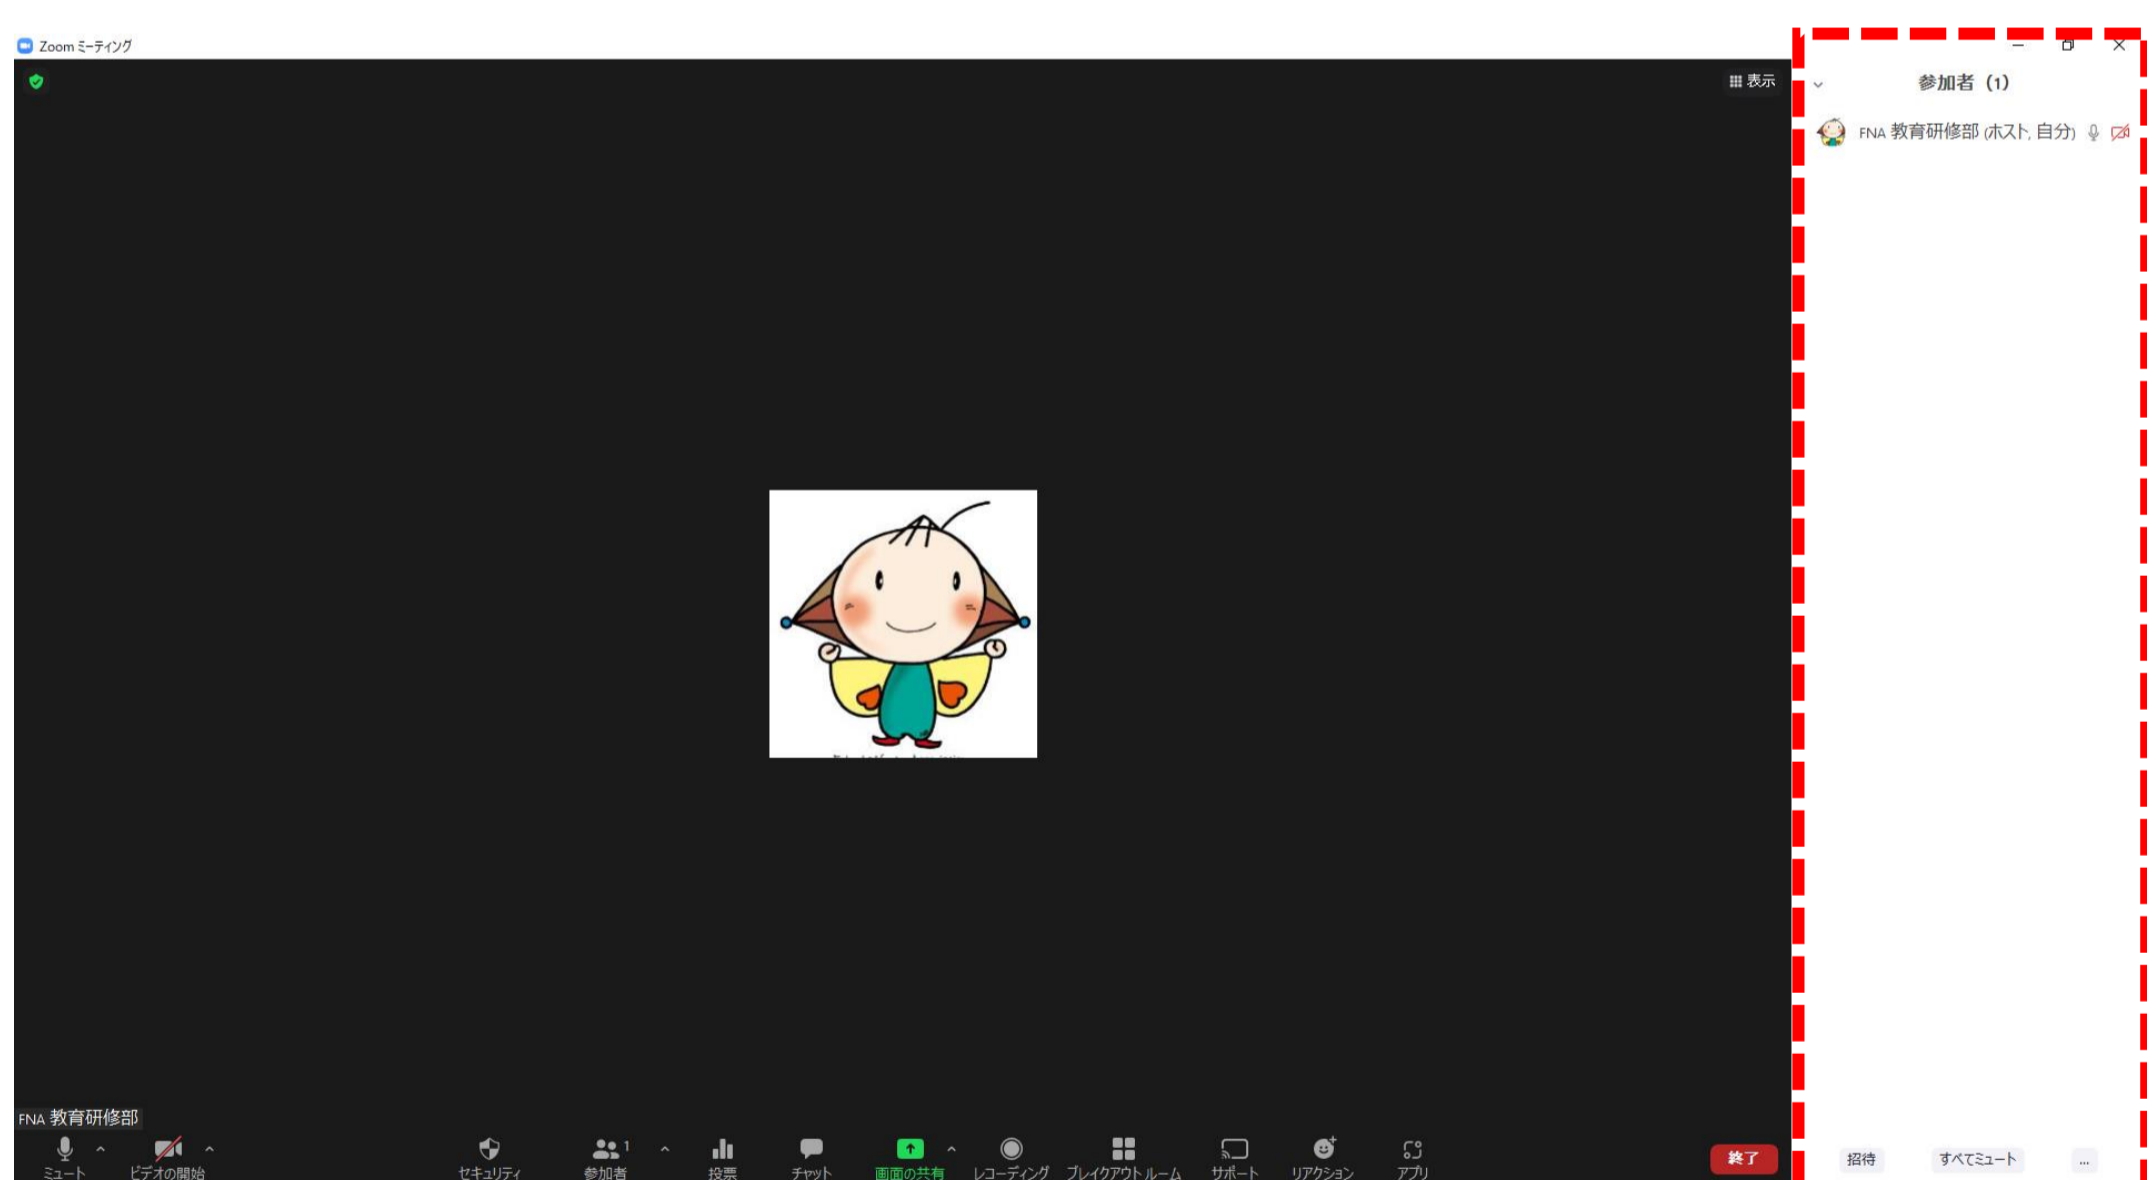 Zoom ミーティング
表示
参加者 (1)
FNA 教育研修部 (ホスト, 自分)
FNA 教育研修部
ミュート
ビデオの開始
セキュリティ
参加者
1
投票
チャット
画面の共有
レコーディング
ブレイクアウト ルーム
サポート
リアクション
アプリ
終了
招待
すべてミュート
...